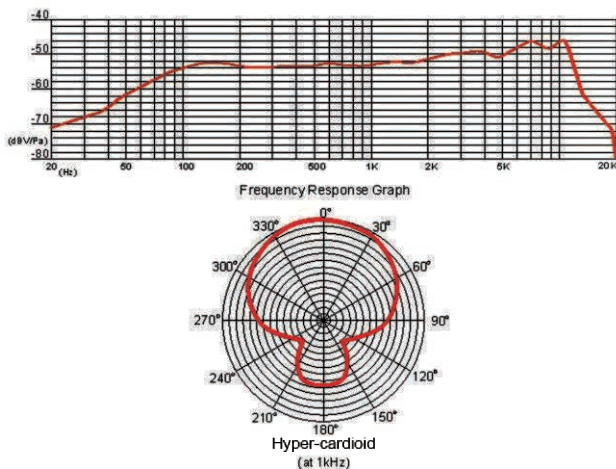 -40
-50
-60
-70
(dBV/Pa)
-80
20 (Hz) 50 100 200 500 1K 2K 5K 20K
Frequency Response Graph
0°
330° 30°
300° 60°
270° 90°
240° 120°
210° 150°
180°
Hyper-cardioid
(at 1kHz)